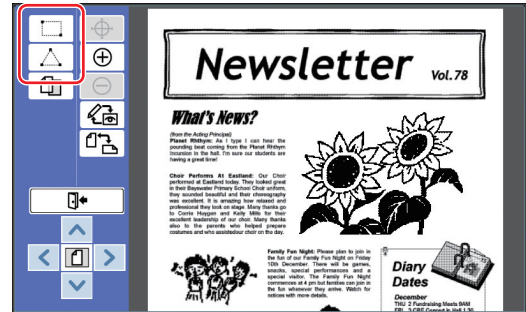 Newsletter Vol. 78
What's News?
(from the Acting Principal)
Planet Rhthym: As I type I can hear the
pounding beat coming from the Planet Rhthym
Incursion in the hall. I'm sure our students are
having a great time!
Choir Performs At Eastland: Our Choir
performed at Eastland today. They looked great
in their Bayswater Primary School Choir uniform,
they sounded beautiful and their choreography
was excellent. It is amazing how relaxed and
professional they look on stage. Many thanks go
to Corrie Huygen and Kelly Mills for their
excellent leadership of our choir. Many thanks
also to the parents who helped prepare
costumes and who assisted our choir on the day.
Family Fun Night: Please plan to join in
the fun of our Family Fun Night on Friday
10th December. There will be games,
snacks, special performances and a
special visitor. The Family Fun Night
commences at 4 pm but families can join in
the fun whenever they arrive. Watch for
notices with more details.
Diary
Dates
December
THU 2 Fundraising Meets 9AM